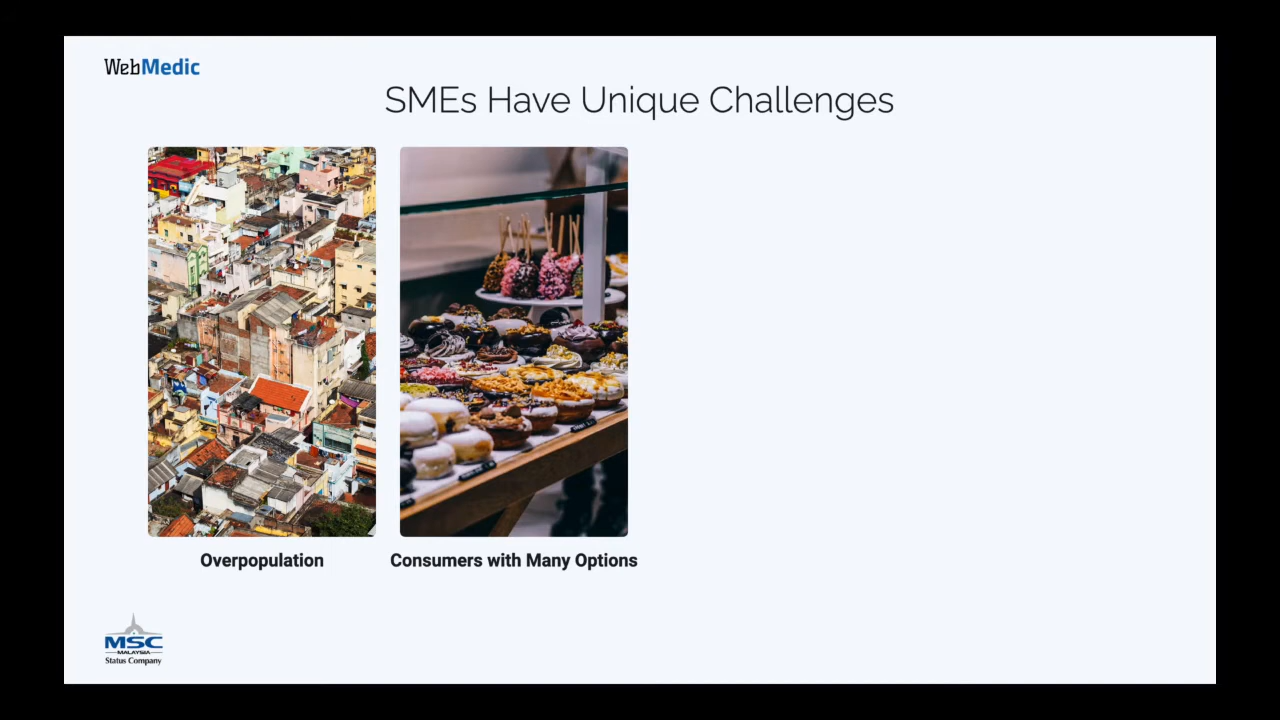 WebMedic
SMEs Have Unique Challenges
Overpopulation
Consumers with Many Options
MSC
MALAYSIA
Status Company